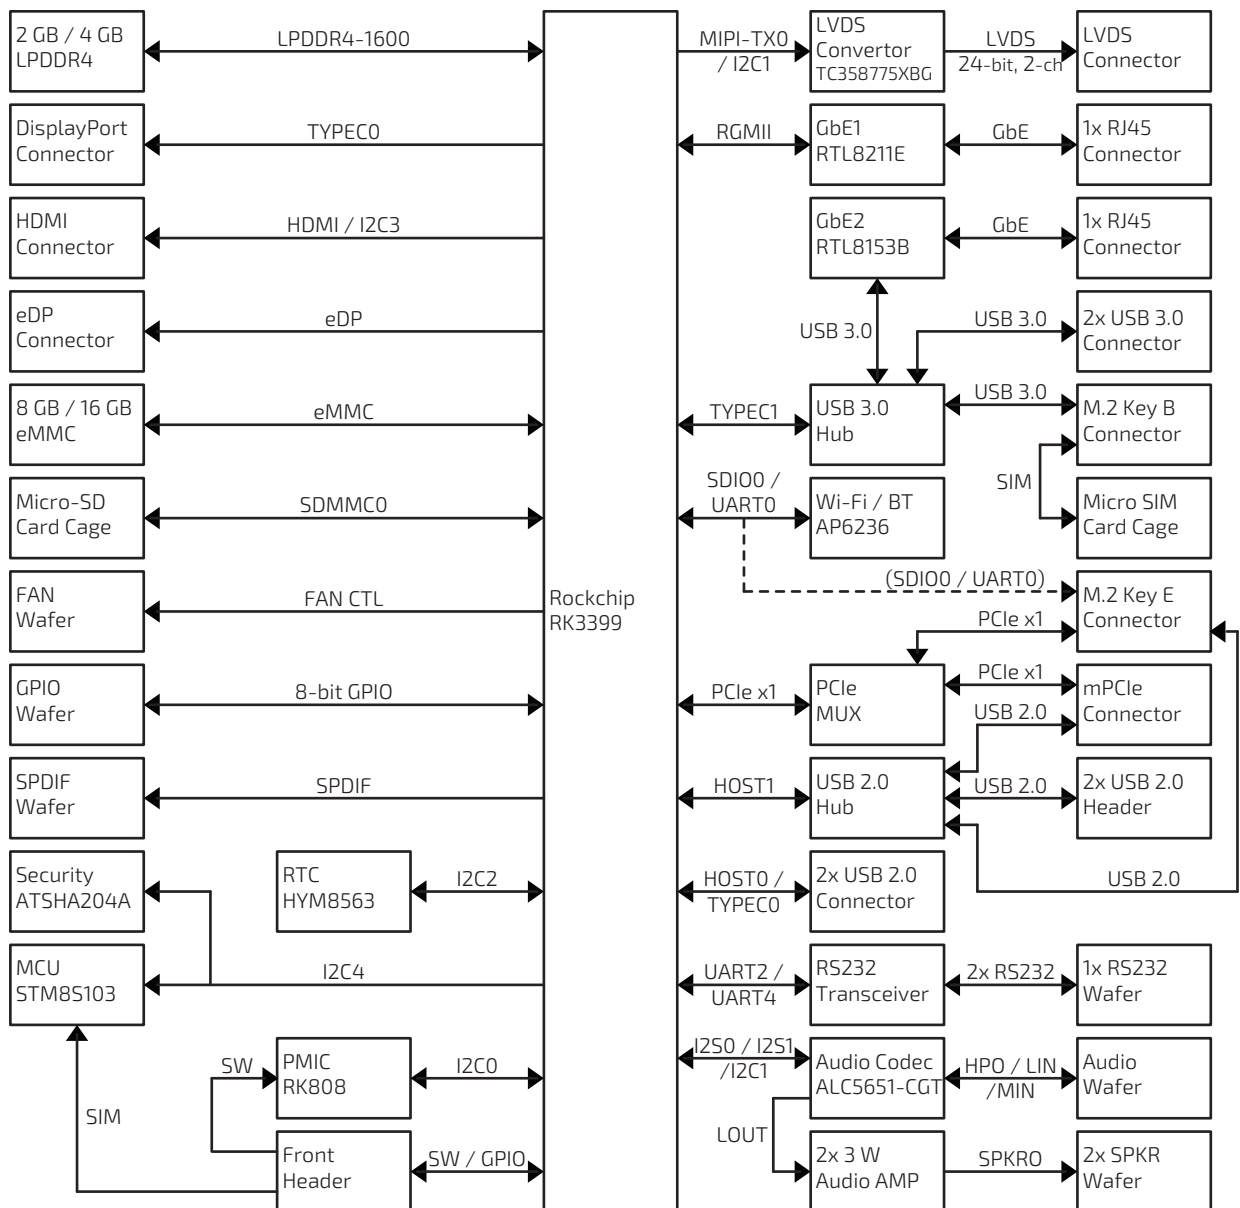 2 GB / 4 GB
LPDDR4
LPDDR4-1600
MIPI-TX0
/ I2C1
LVDS
Convertor
TC358775XBG
LVDS
24-bit, 2-ch
LVDS
Connector
DisplayPort
Connector
TYPEC0
RGMII
GbE1
RTL8211E
GbE
1x RJ45
Connector
HDMI
Connector
HDMI / I2C3
GbE2
RTL8153B
GbE
1x RJ45
Connector
eDP
Connector
eDP
USB 3.0
USB 3.0
2x USB 3.0
Connector
8 GB / 16 GB
eMMC
eMMC
TYPEC1
USB 3.0
Hub
USB 3.0
M.2 Key B
Connector
SIM
Micro-SD
Card Cage
SDMMC0
SDIO0 /
UART0
Wi-Fi / BT
AP6236
Micro SIM
Card Cage
FAN
Wafer
FAN CTL
Rockchip
RK3399
(SDIO0 / UART0)
M.2 Key E
Connector
PCIe x1
GPIO
Wafer
8-bit GPIO
PCIe x1
PCIe
MUX
PCIe x1
mPCIe
Connector
USB 2.0
SPDIF
Wafer
SPDIF
HOST1
USB 2.0
Hub
USB 2.0
2x USB 2.0
Header
USB 2.0
Security
ATSHA204A
RTC
HYM8563
I2C2
HOST0 /
TYPEC0
2x USB 2.0
Connector
MCU
STM8S103
I2C4
UART2 /
UART4
RS232
Transceiver
2x RS232
1x RS232
Wafer
SW
PMIC
RK808
I2C0
I2S0 / I2S1
/I2C1
Audio Codec
ALC5651-CGT
HPO / LIN
/MIN
Audio
Wafer
SIM
LOUT
Front
Header
SW / GPIO
2x 3 W
Audio AMP
SPKRO
2x SPKR
Wafer